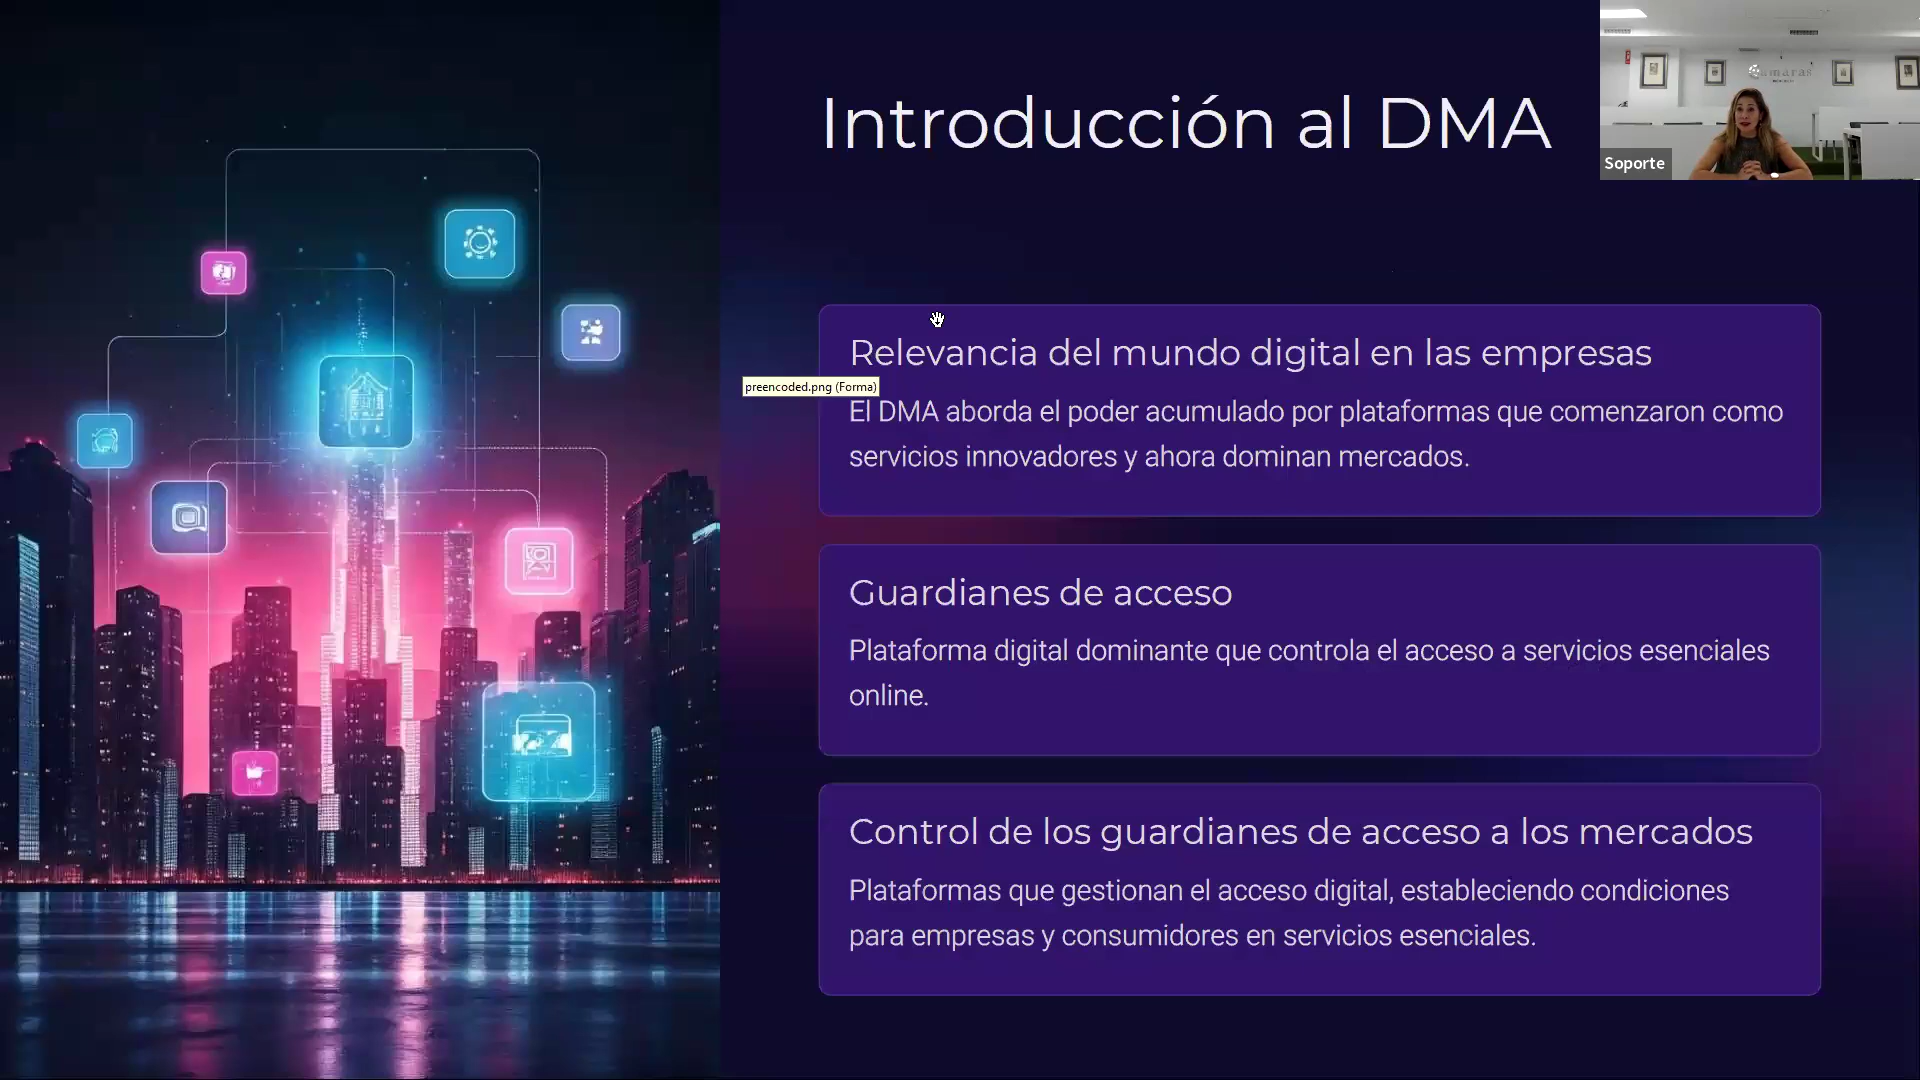 Introducción al DMA
Soporte
Relevancia del mundo digital en las empresas
preencoded.png (Forma)
El DMA aborda el poder acumulado por plataformas que comenzaron como
servicios innovadores y ahora dominan mercados.
Guardianes de acceso
Plataforma digital dominante que controla el acceso a servicios esenciales
online.
Control de los guardianes de acceso a los mercados
Plataformas que gestionan el acceso digital, estableciendo condiciones
para empresas y consumidores en servicios esenciales.